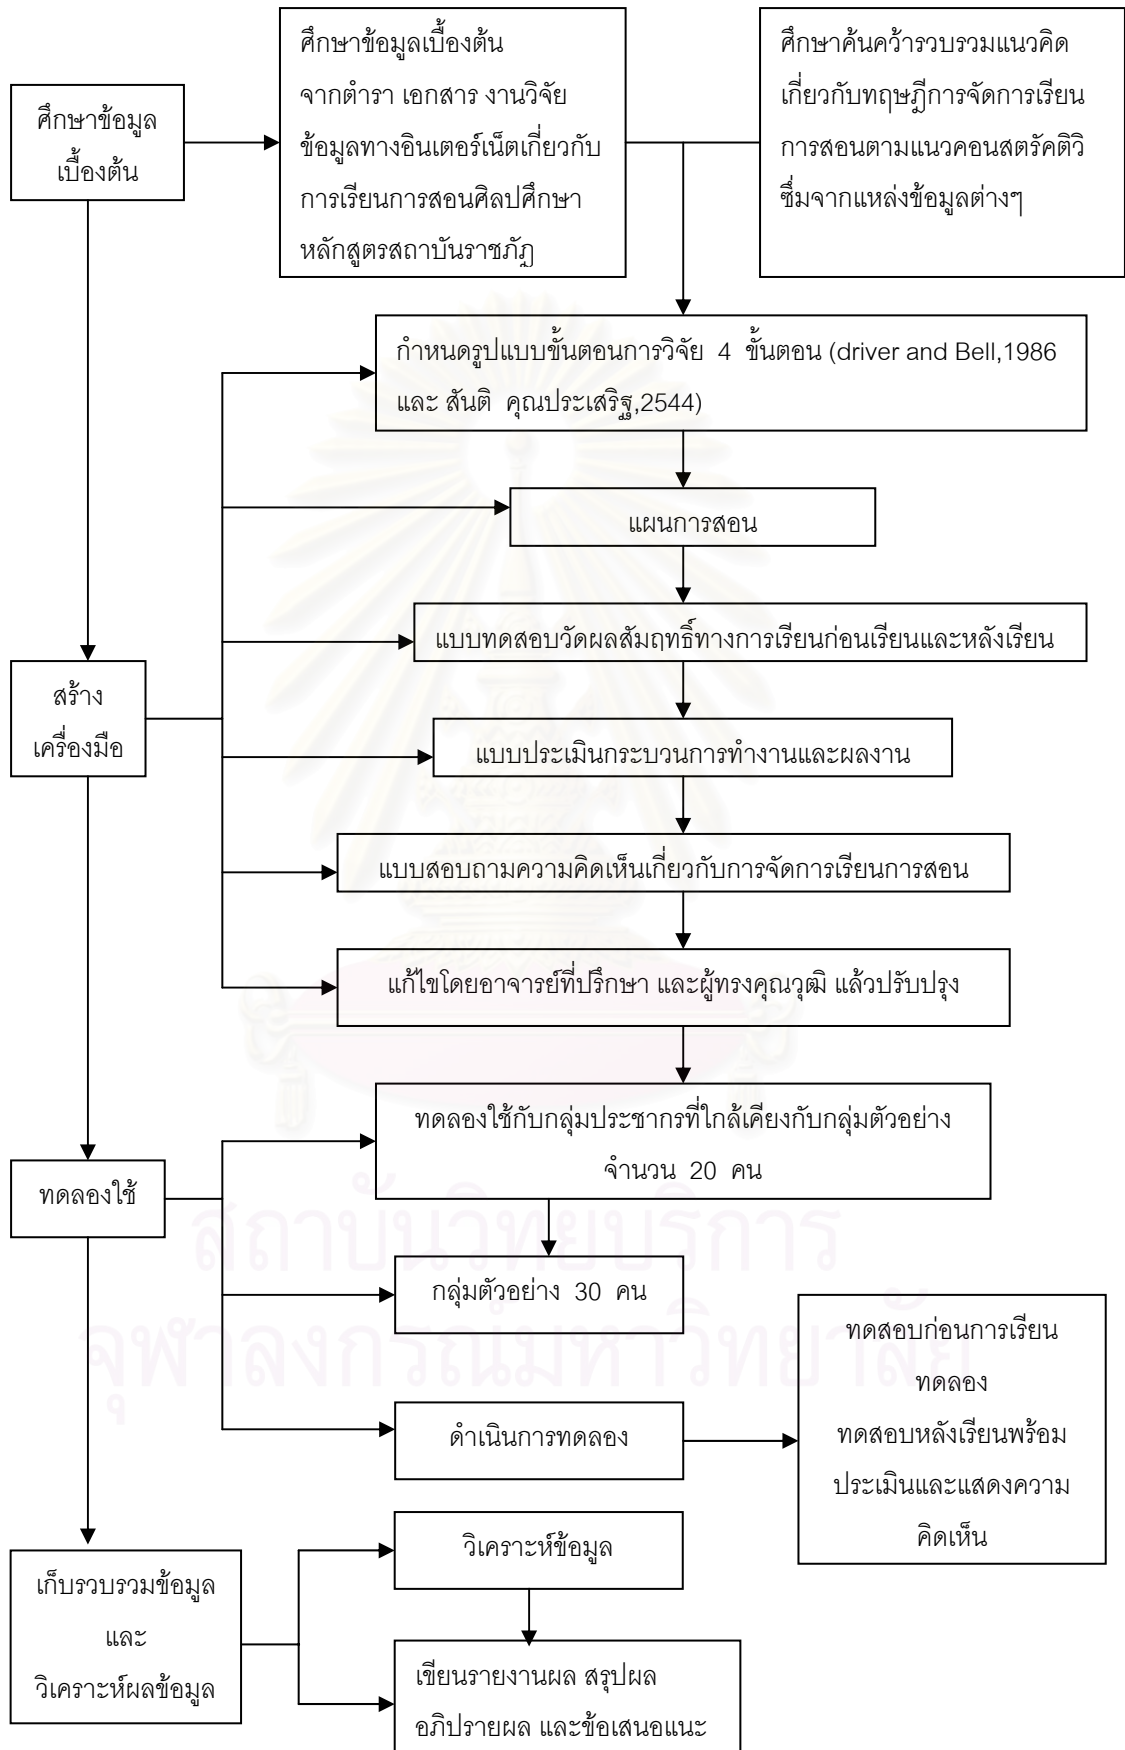 ศึกษาข้อมูล
เบื้องต้น
ศึกษาข้อมูลเบื้องต้น
จากตำรา เอกสาร งานวิจัย
ข้อมูลทางอินเตอร์เน็ตเกี่ยวกับ
การเรียนการสอนศิลปศึกษา
หลักสูตรสถาบันราชภัฏ
ศึกษาค้นคว้ารวบรวมแนวคิด
เกี่ยวกับทฤษฎีการจัดการเรียน
การสอนตามแนวคอนสตรัคติวิ
ซึ่มจากแหล่งข้อมูลต่างๆ
กำหนดรูปแบบขั้นตอนการวิจัย 4 ขั้นตอน (driver and Bell,1986
และ สันติ คุณประเสริฐ,2544)
แผนการสอน
แบบทดสอบวัดผลสัมฤทธิ์ทางการเรียนก่อนเรียนและหลังเรียน
สร้าง
เครื่องมือ
แบบประเมินกระบวนการทำงานและผลงาน
แบบสอบถามความคิดเห็นเกี่ยวกับการจัดการเรียนการสอน
แก้ไขโดยอาจารย์ที่ปรึกษา และผู้ทรงคุณวุฒิ แล้วปรับปรุง
ทดลองใช้กับกลุ่มประชากรที่ใกล้เคียงกับกลุ่มตัวอย่าง
จำนวน 20 คน
ทดลองใช้
กลุ่มตัวอย่าง 30 คน
ดำเนินการทดลอง
ทดสอบก่อนการเรียน
ทดลอง
ทดสอบหลังเรียนพร้อม
ประเมินและแสดงความ
คิดเห็น
เก็บรวบรวมข้อมูล
และ
วิเคราะห์ผลข้อมูล
วิเคราะห์ข้อมูล
เขียนรายงานผล สรุปผล
อภิปรายผล และข้อเสนอแนะ
สถาบันวิทยบริการ
จุฬาลงกรณ์มหาวิทยาลัย